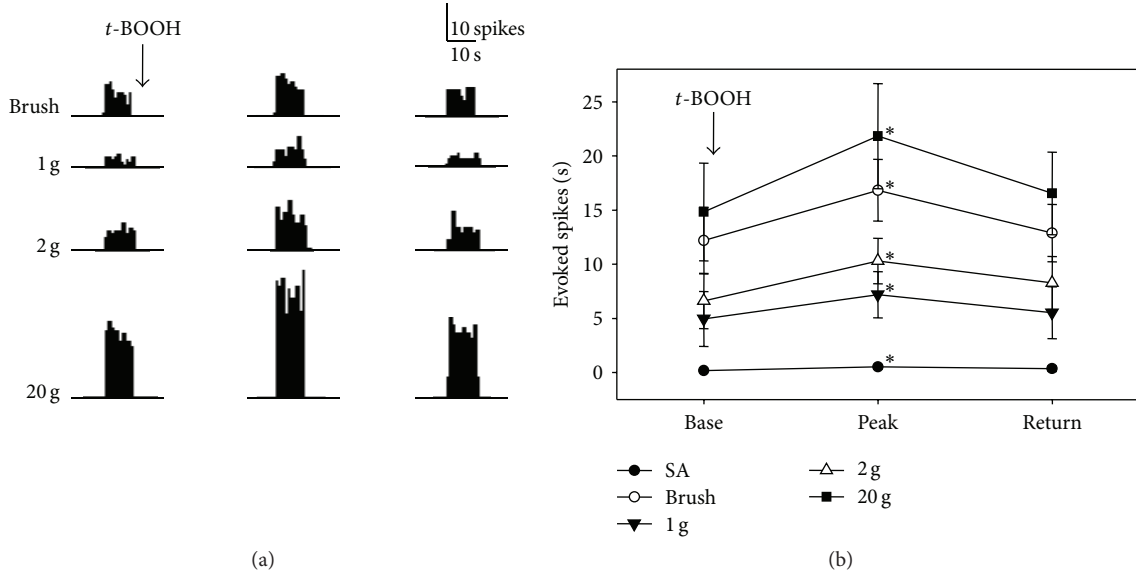 t-BOOH
10 spikes
10 s
Brush
1 g
2 g
20 g
(a)
t-BOOH
Evoked spikes (s)
25
20
15
10
5
0
*
*
*
*
*
Base Peak Return
SA
Brush
1 g
2 g
20 g
(b)